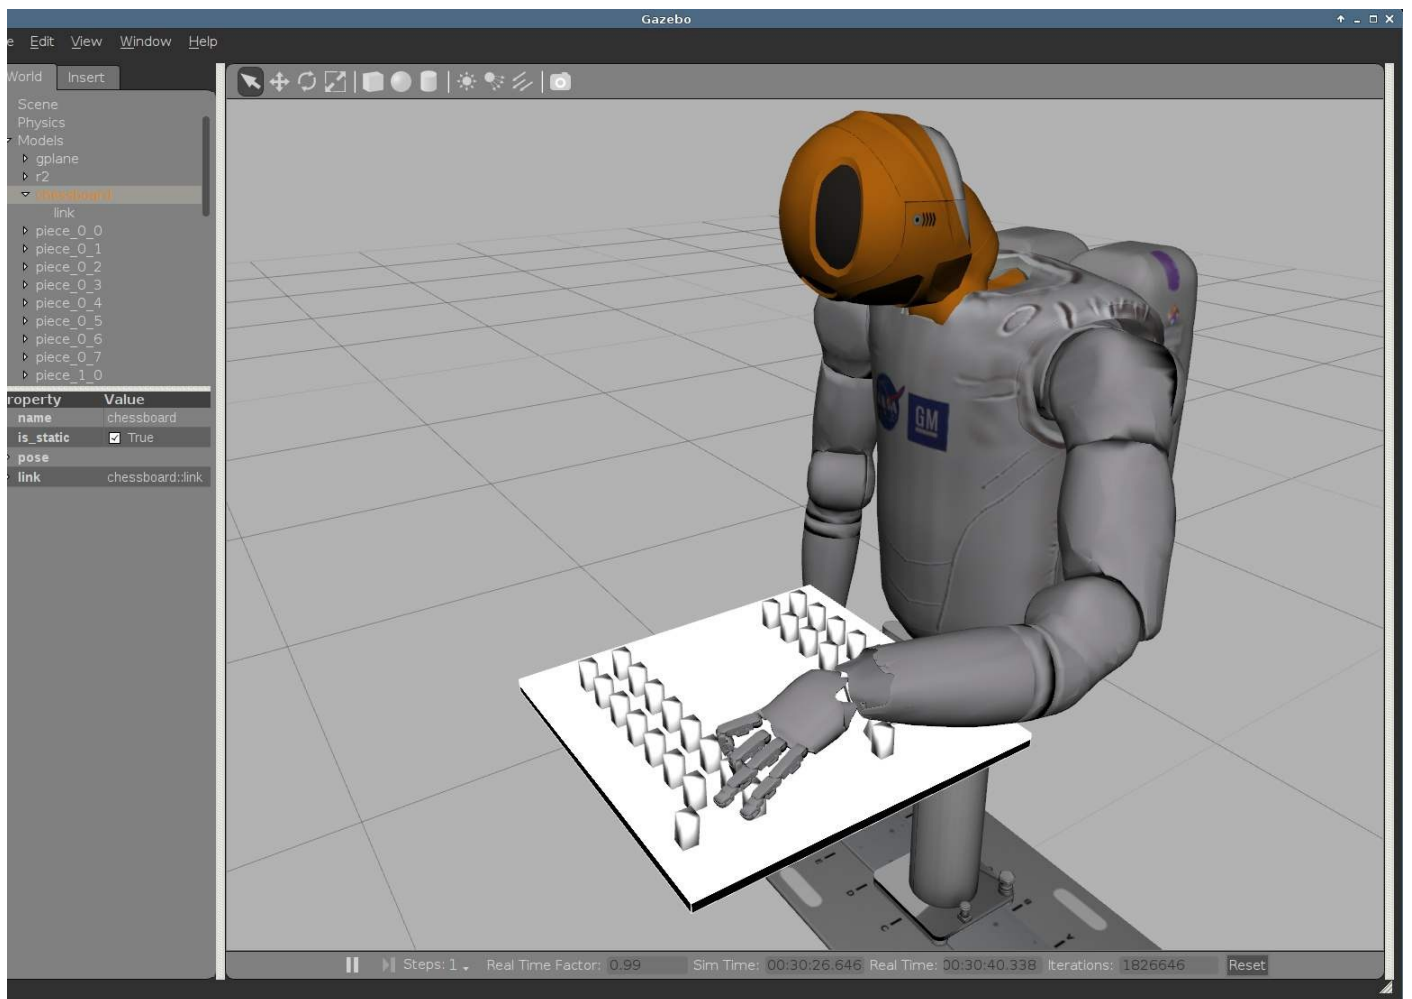 Gazebo
e Edit View Window Help
World Insert
Scene
Physics
Models
gplane
r2
chessboard
link
piece_0_0
piece_0_1
piece_0_2
piece_0_3
piece_0_4
piece_0_5
piece_0_6
piece_0_7
piece_1_0
roperty Value
name chessboard
is_static True
pose
link chessboard::link
NASA
GM
Steps: 1 Real Time Factor: 0.99 Sim Time: 00:30:26.646 Real Time: 00:30:40.338 Iterations: 1826646 Reset